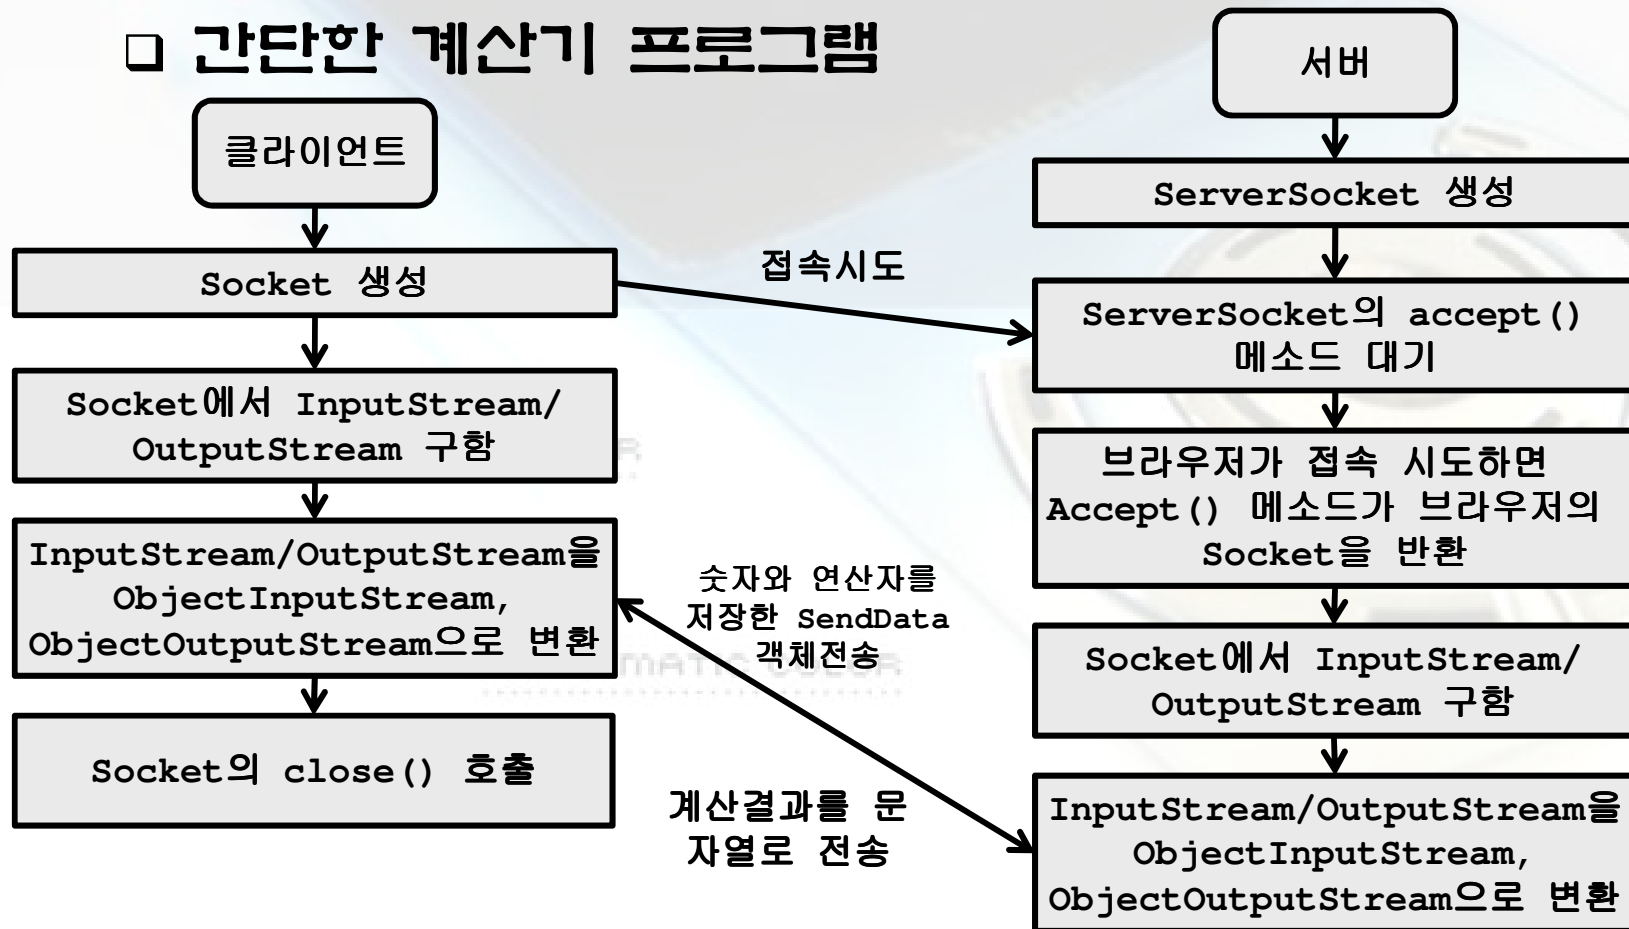 ❑ 간단한 계산기 프로그램
클라이언트
Socket 생성
Socket에서 InputStream/
OutputStream 구함
InputStream/OutputStream을
ObjectInputStream,
ObjectOutputStream으로 변환
Socket의 close() 호출
접속시도
숫자와 연산자를
저장한 SendData
객체전송
계산결과를 문
자열로 전송
서버
ServerSocket 생성
ServerSocket의 accept()
메소드 대기
브라우저가 접속 시도하면
Accept() 메소드가 브라우저의
Socket을 반환
Socket에서 InputStream/
OutputStream 구함
InputStream/OutputStream을
ObjectInputStream,
ObjectOutputStream으로 변환